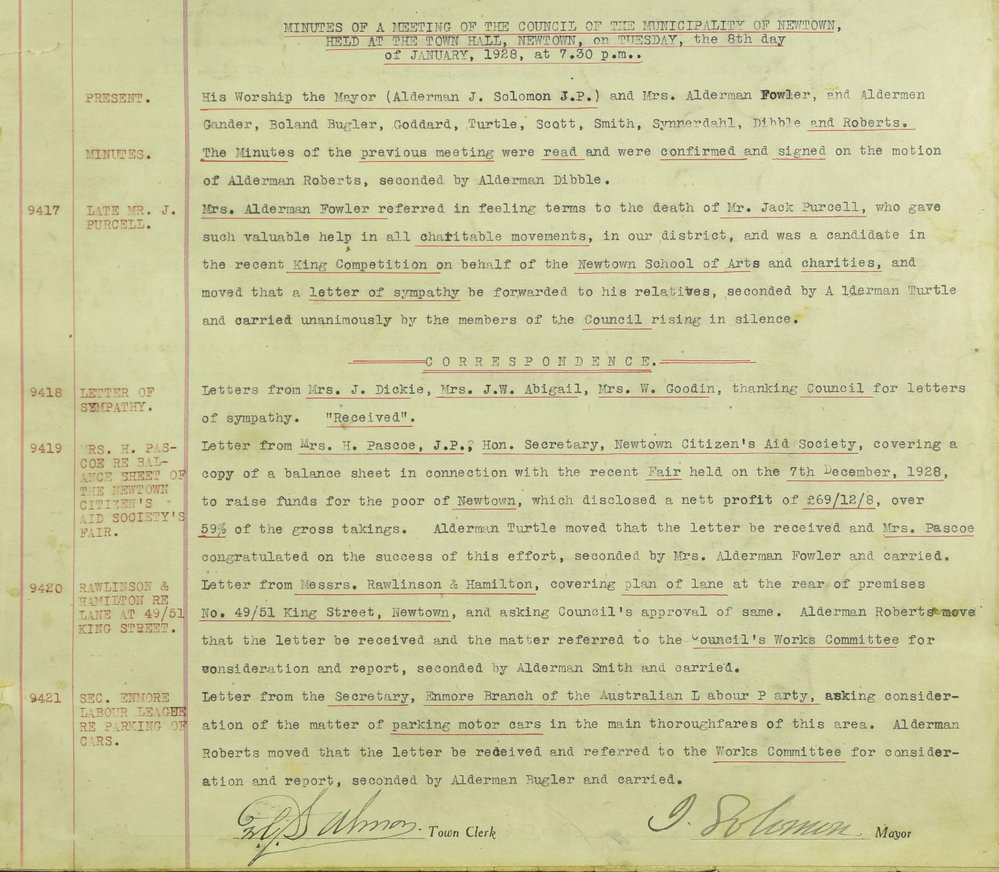 MINUTES OF A MEETING OF THE COUNCIL OF THE MUNICIPALITY OF NEWTOWN,
HELD AT THE TOWN HALL, NEWTOWN, on TUESDAY, the 8th day
of JANUARY, 1928, at 7.30 p.m..
PRESENT.
His Worship the Mayor (Alderman J. Solomon J.P.) and Mrs. Alderman Fowler, and Aldermen
Gander, Boland Bugler, Goddard, Turtle, Scott, Smith, Synnerdahl, Dibble and Roberts.
MINUTES.
The Minutes of the previous meeting were read and were confirmed and signed on the motion
of Alderman Roberts, seconded by Alderman Dibble.
9417
LATE MR. J.
PURCELL.
Mrs. Alderman Fowler referred in feeling terms to the death of Mr. Jack Purcell, who gave
such valuable help in all charitable movements, in our district, and was a candidate in
the recent King Competition on behalf of the Newtown School of Arts and charities, and
moved that a letter of sympathy be forwarded to his relatives, seconded by A lderman Turtle
and carried unanimously by the members of the Council rising in silence.
C O R R E S P O N D E N C E.
9418
LETTER OF
SYMPATHY.
Letters from Mrs. J. Dickie, Mrs. J.W. Abigail, Mrs. W. Goodin, thanking Council for letters
of sympathy. "Received".
9419
MRS. H. PAS-
COE RE BAL-
ANCE SHEET OF
THE NEWTOWN
CITIZEN'S
AID SOCIETY'S
FAIR.
Letter from Mrs. H. Pascoe, J.P., Hon. Secretary, Newtown Citizen's Aid Society, covering a
copy of a balance sheet in connection with the recent Fair held on the 7th December, 1928,
to raise funds for the poor of Newtown, which disclosed a nett profit of £69/12/8, over
59% of the gross takings. Alderman Turtle moved that the letter be received and Mrs. Pascoe
congratulated on the success of this effort, seconded by Mrs. Alderman Fowler and carried.
9420
RAWLINSON &
HAMILTON RE
LANE AT 49/51
KING STREET.
Letter from Messrs. Rawlinson & Hamilton, covering plan of lane at the rear of premises
No. 49/51 King Street, Newtown, and asking Council's approval of same. Alderman Roberts move
that the letter be received and the matter referred to the Council's Works Committee for
consideration and report, seconded by Alderman Smith and carried.
9421
SEC. ENMORE
LABOUR LEAGUE
RE PARKING OF
CARS.
Letter from the Secretary, Enmore Branch of the Australian L abour P arty, asking consider-
ation of the matter of parking motor cars in the main thoroughfares of this area. Alderman
Roberts moved that the letter be received and referred to the Works Committee for consider-
ation and report, seconded by Alderman Bugler and carried.
Salmon. Town Clerk
J. Solomon. Mayor